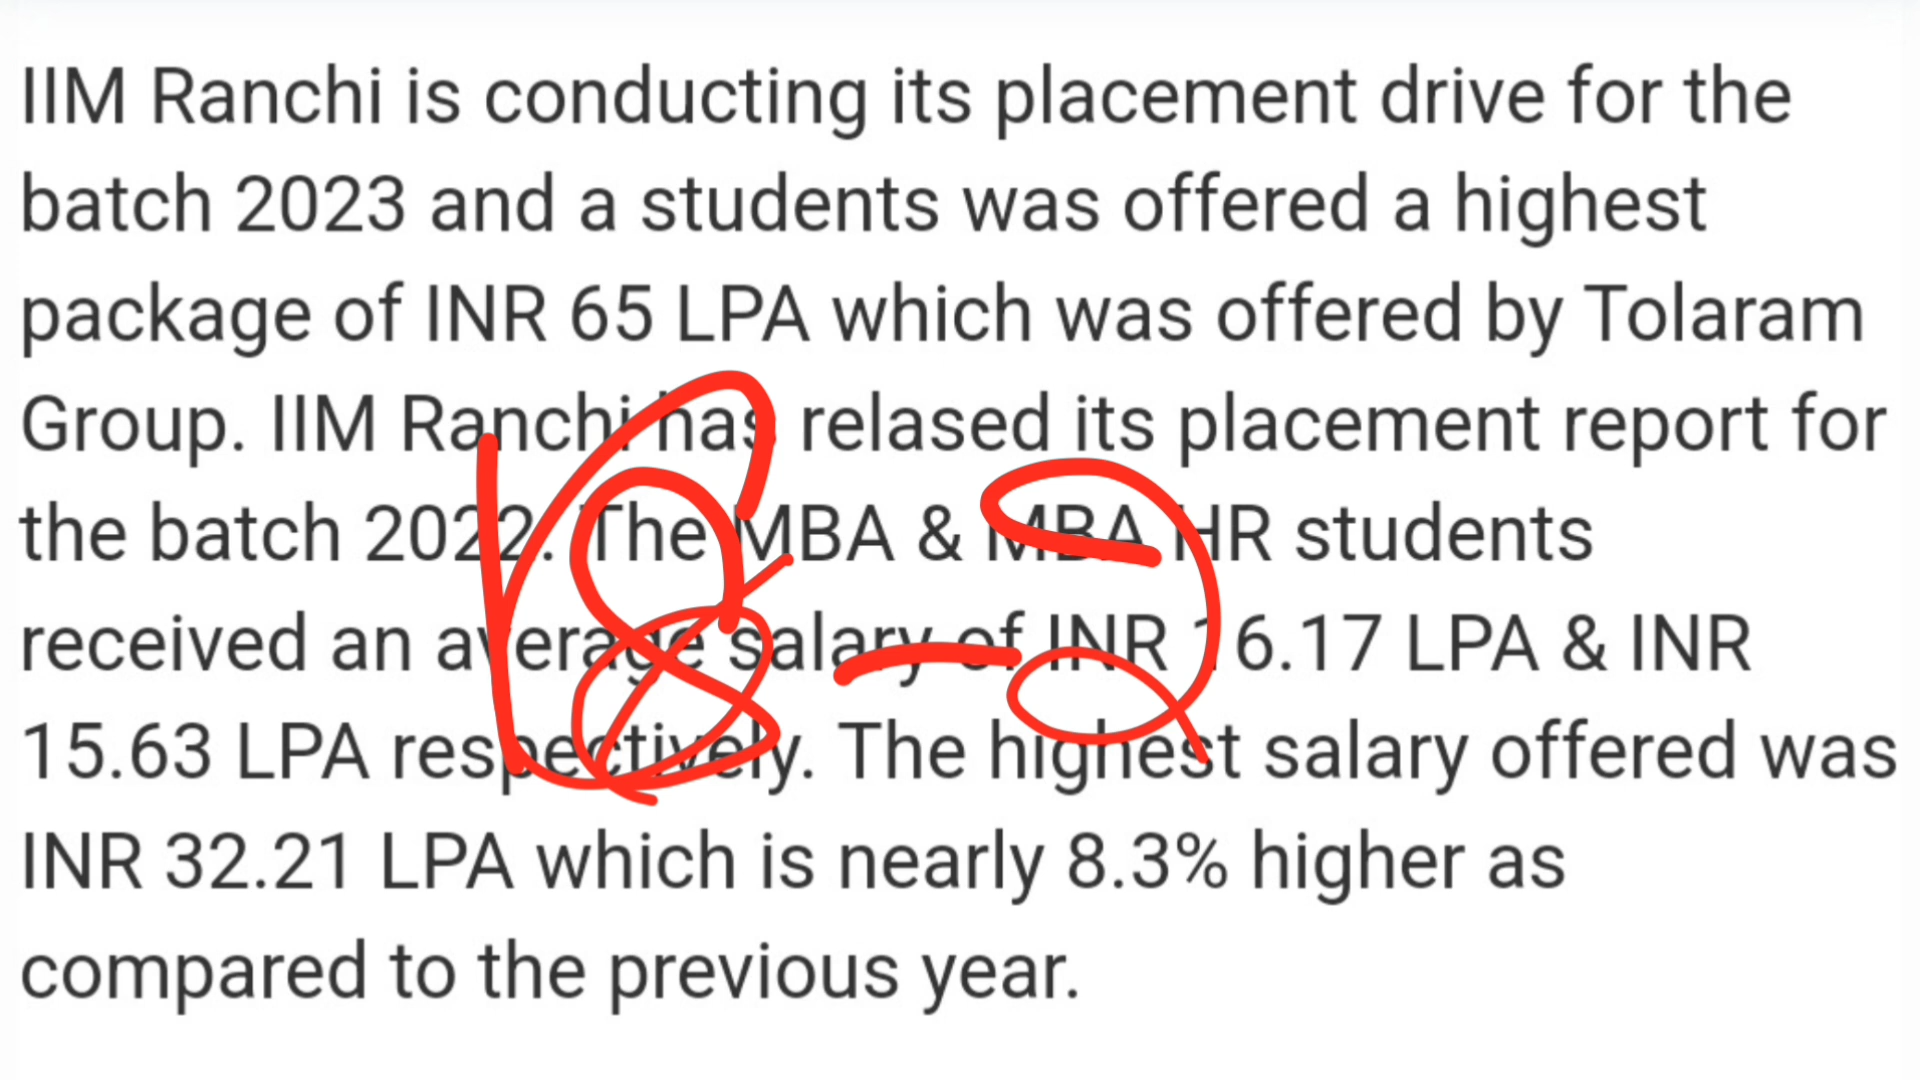 IIM Ranchi is conducting its placement drive for the
batch 2023 and a students was offered a highest
package of INR 65 LPA which was offered by Tolaram
Group. IIM Ranchi has relased its placement report for
the batch 2022. The MBA & MBA HR students
received an average salary of INR 16.17 LPA & INR
15.63 LPA respectively. The highest salary offered was
INR 32.21 LPA which is nearly 8.3% higher as
compared to the previous year.